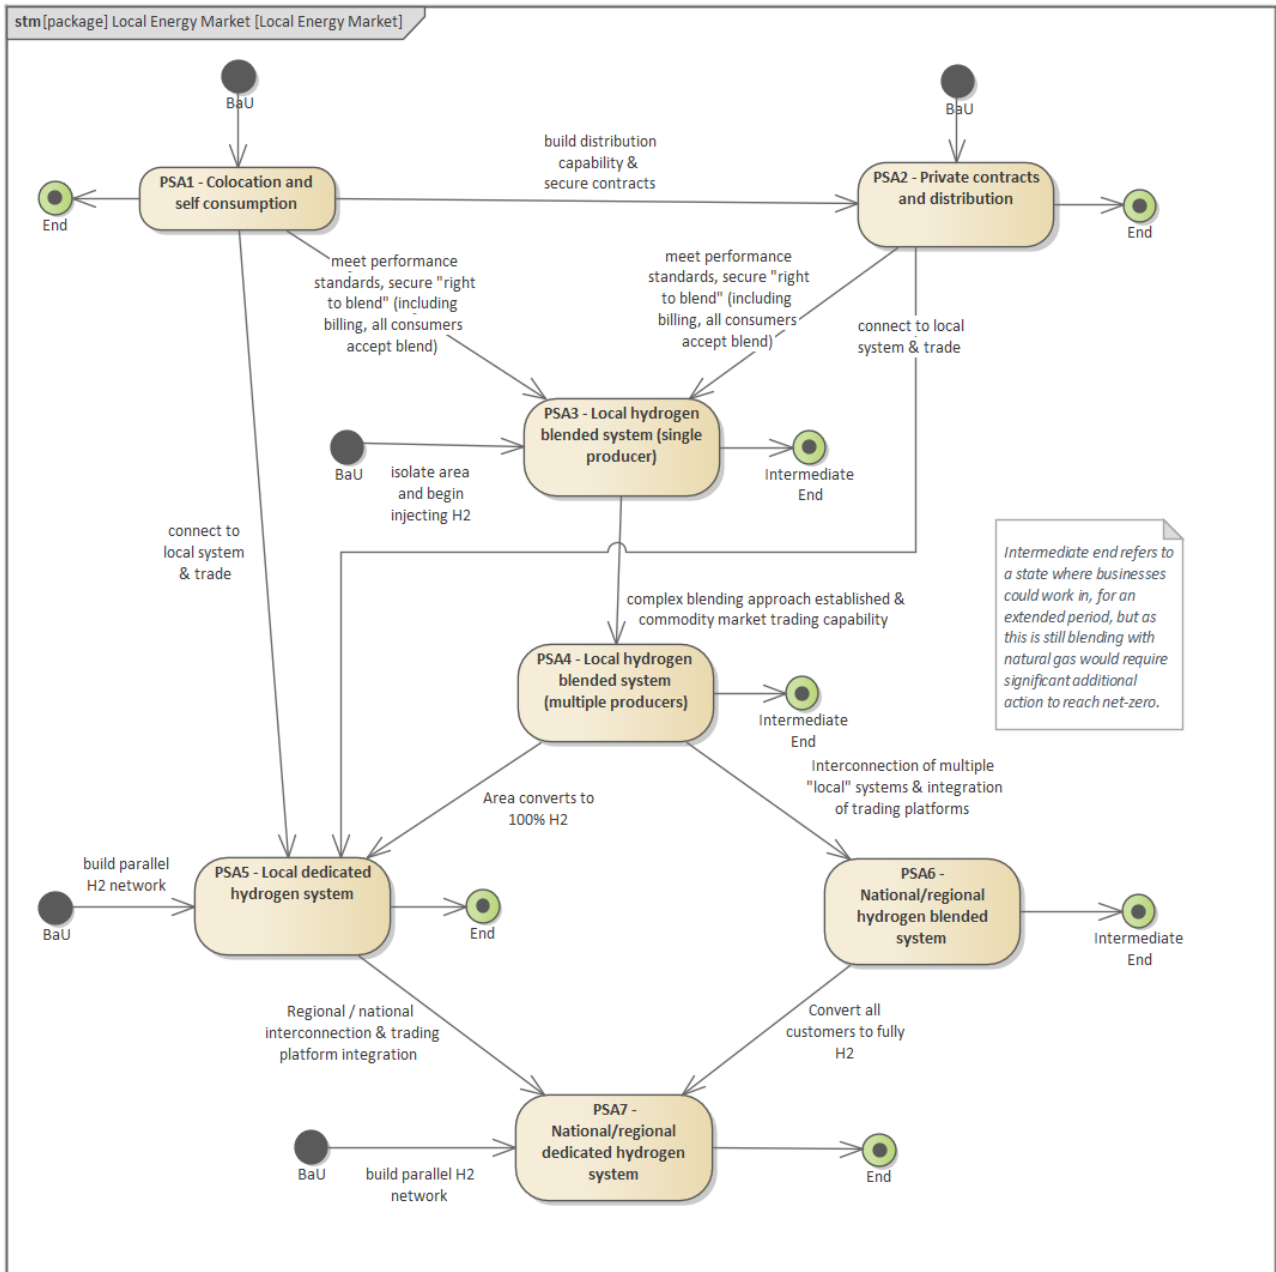 stm [package] Local Energy Market [Local Energy Market]
BaU
BaU
build distribution
capability &
secure contracts
PSA1 - Colocation and
self consumption
PSA2 - Private contracts
and distribution
End
End
meet performance
standards, secure "right
to blend" (including
billing, all consumers
accept blend)
meet performance
standards, secure "right
to blend" (including
billing, all consumers
accept blend)
connect to local
system & trade
PSA3 - Local hydrogen
blended system (single
producer)
BaU
isolate area
and begin
injecting H2
Intermediate
End
connect to
local system
& trade
Intermediate end refers to
a state where businesses
could work in, for an
extended period, but as
this is still blending with
natural gas would require
significant additional
action to reach net-zero.
complex blending approach established &
commodity market trading capability
PSA4 - Local hydrogen
blended system
(multiple producers)
Intermediate
End
Area converts to
100% H2
Interconnection of multiple
"local" systems & integration
of trading platforms
build parallel
H2 network
BaU
PSA5 - Local dedicated
hydrogen system
End
PSA6 -
National/regional
hydrogen blended
system
Intermediate
End
Regional / national
interconnection & trading
platform integration
Convert all
customers to fully
H2
PSA7 -
National/regional
dedicated hydrogen
system
BaU
build parallel H2
network
End